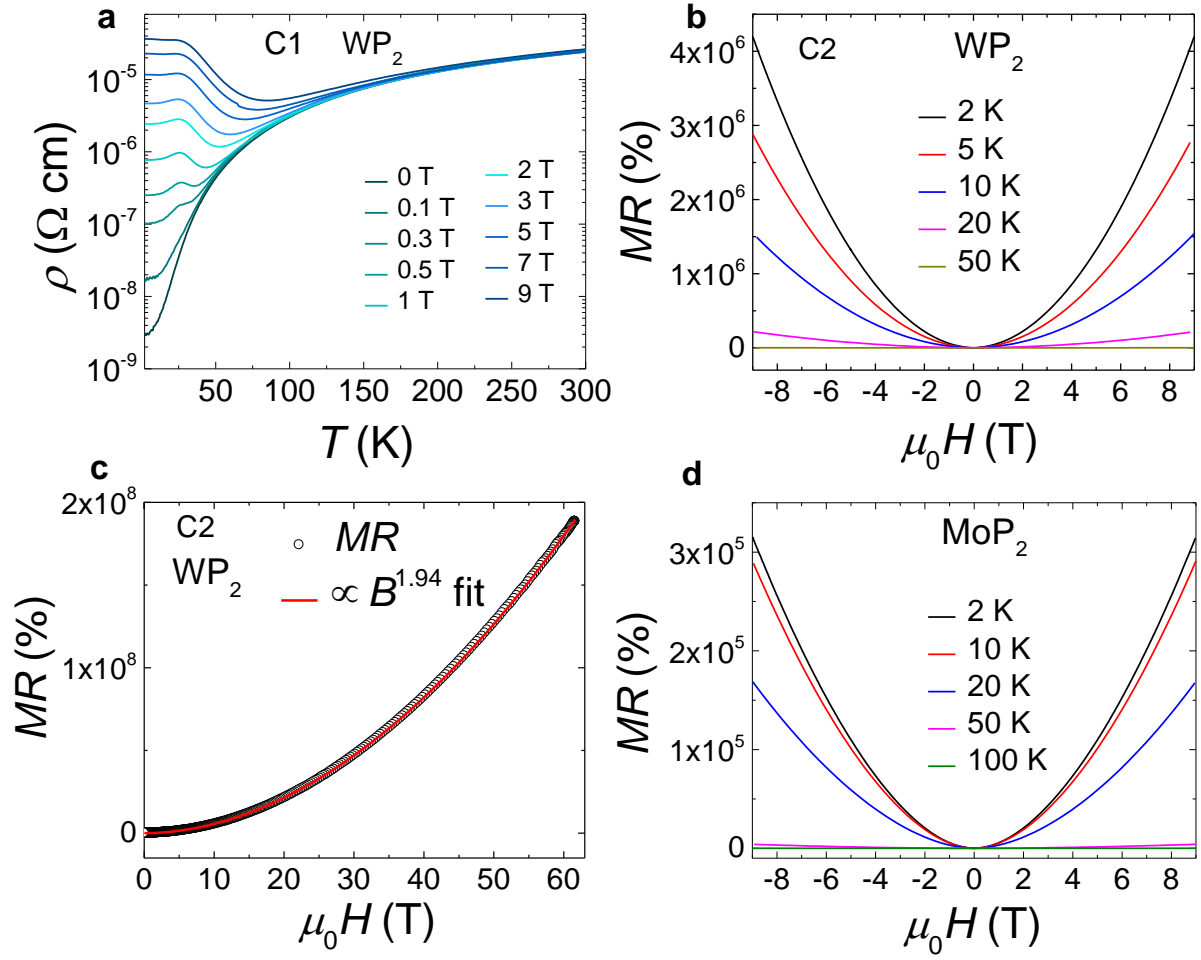 a
C1 WP₂
ρ (Ω cm)
10⁻⁵
10⁻⁶
10⁻⁷
10⁻⁸
10⁻⁹
0 T
0.1 T
0.3 T
0.5 T
1 T
2 T
3 T
5 T
7 T
9 T
50 100 150 200 250 300
T (K)
b
C2 WP₂
MR (%)
4x10⁶
3x10⁶
2x10⁶
1x10⁶
0
2 K
5 K
10 K
20 K
50 K
-8 -6 -4 -2 0 2 4 6 8
μ₀H (T)
c
C2
WP₂
MR (%)
2x10⁸
1x10⁸
0
MR
∝ B¹·⁹⁴ fit
0 10 20 30 40 50 60
μ₀H (T)
d
MoP₂
MR (%)
3x10⁵
2x10⁵
1x10⁵
0
2 K
10 K
20 K
50 K
100 K
-8 -6 -4 -2 0 2 4 6 8
μ₀H (T)